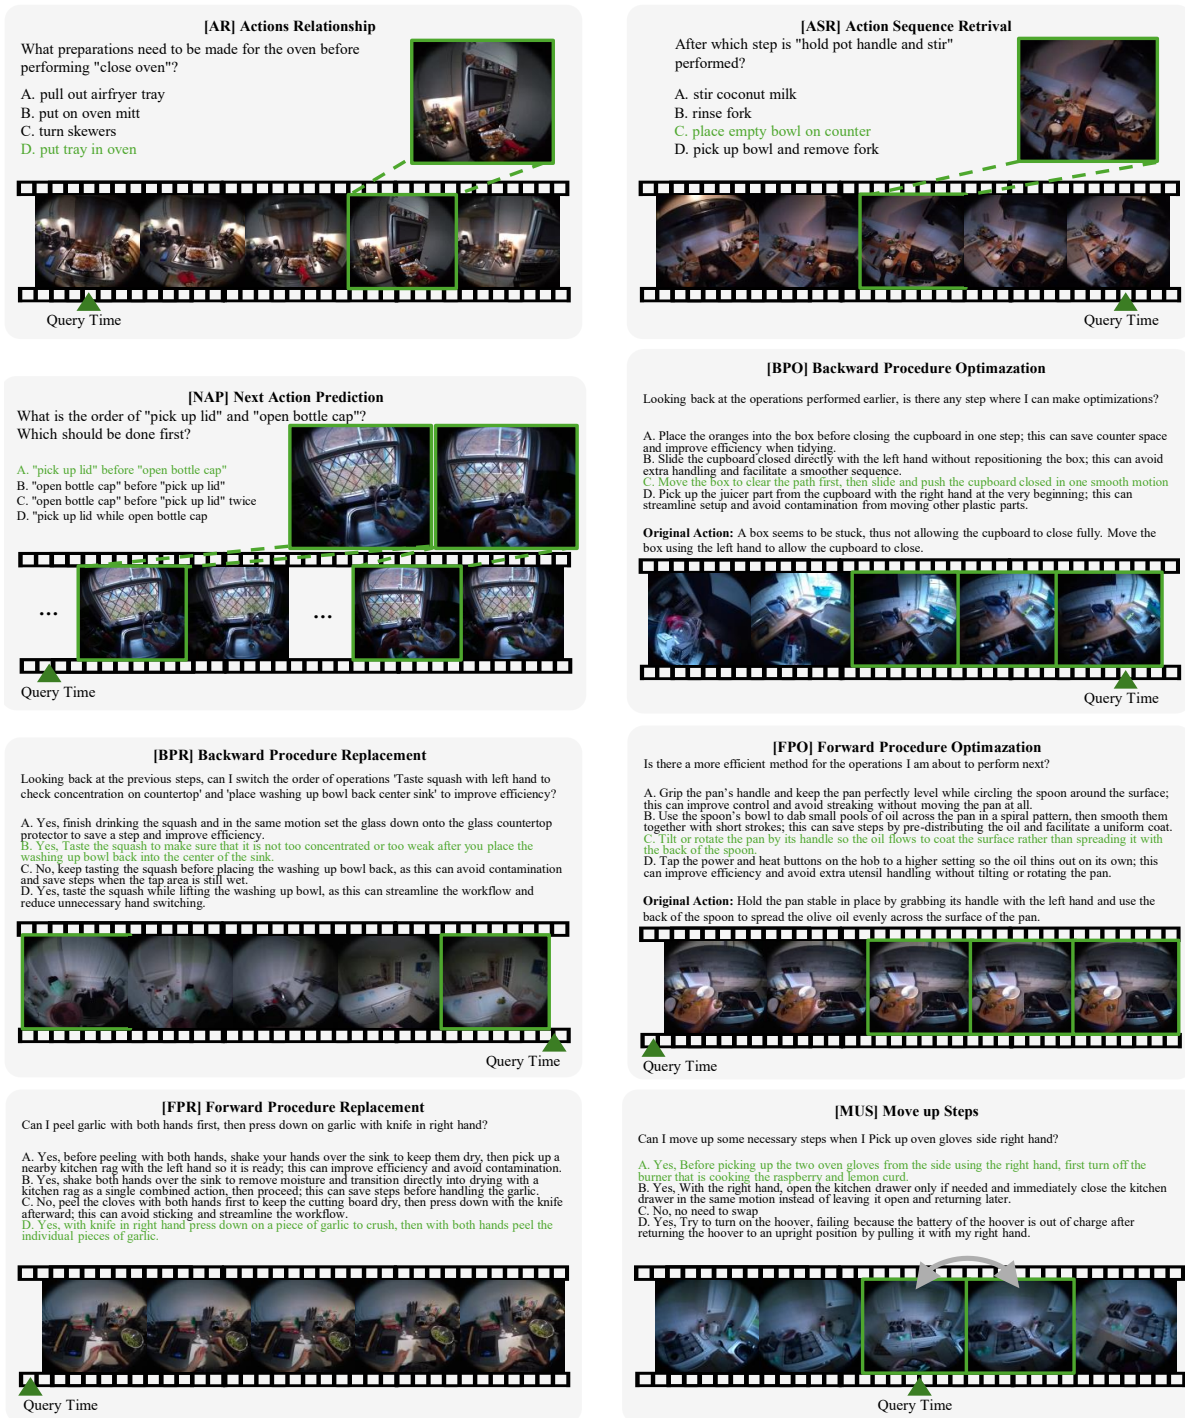 [AR] Actions Relationship
What preparations need to be made for the oven before
performing "close oven"?
A. pull out airfryer tray
B. put on oven mitt
C. turn skewers
D. put tray in oven
Query Time
[ASR] Action Sequence Retrival
After which step is "hold pot handle and stir"
performed?
A. stir coconut milk
B. rinse fork
C. place empty bowl on counter
D. pick up bowl and remove fork
Query Time
[NAP] Next Action Prediction
What is the order of "pick up lid" and "open bottle cap"?
Which should be done first?
A. "pick up lid" before "open bottle cap"
B. "open bottle cap" before "pick up lid"
C. "open bottle cap" before "pick up lid" twice
D. "pick up lid while open bottle cap
...
...
Query Time
[BPO] Backward Procedure Optimazation
Looking back at the operations performed earlier, is there any step where I can make optimizations?
A. Place the oranges into the box before closing the cupboard in one step; this can save counter space
and improve efficiency when tidying.
B. Slide the cupboard closed directly with the left hand without repositioning the box; this can avoid
extra handling and facilitate a smoother sequence.
C. Move the box to clear the path first, then slide and push the cupboard closed in one smooth motion
D. Pick up the juicer part from the cupboard with the right hand at the very beginning; this can
streamline setup and avoid contamination from moving other plastic parts.
Original Action: A box seems to be stuck, thus not allowing the cupboard to close fully. Move the
box using the left hand to allow the cupboard to close.
Query Time
[BPR] Backward Procedure Replacement
Looking back at the previous steps, can I switch the order of operations 'Taste squash with left hand to
check concentration on countertop' and 'place washing up bowl back center sink' to improve efficiency?
A. Yes, finish drinking the squash and in the same motion set the glass down onto the glass countertop
protector to save a step and improve efficiency.
B. Yes, Taste the squash to make sure that it is not too concentrated or too weak after you place the
washing up bowl back into the center of the sink.
C. No, keep tasting the squash before placing the washing up bowl back, as this can avoid contamination
and save steps when the tap area is still wet.
D. Yes, taste the squash while lifting the washing up bowl, as this can streamline the workflow and
reduce unnecessary hand switching.
Query Time
[FPO] Forward Procedure Optimazation
Is there a more efficient method for the operations I am about to perform next?
A. Grip the pan's handle and keep the pan perfectly level while circling the spoon around the surface;
this can improve control and avoid streaking without moving the pan at all.
B. Use the spoon's bowl to dab small pools of oil across the pan in a spiral pattern, then smooth them
together with short strokes; this can save steps by pre-distributing the oil and facilitate a uniform coat.
C. Tilt or rotate the pan by its handle so the oil flows to coat the surface rather than spreading it with
the back of the spoon.
D. Tap the power and heat buttons on the hob to a higher setting so the oil thins out on its own; this
can improve efficiency and avoid extra utensil handling without tilting or rotating the pan.
Original Action: Hold the pan stable in place by grabbing its handle with the left hand and use the
back of the spoon to spread the olive oil evenly across the surface of the pan.
Query Time
[FPR] Forward Procedure Replacement
Can I peel garlic with both hands first, then press down on garlic with knife in right hand?
A. Yes, before peeling with both hands, shake your hands over the sink to keep them dry, then pick up a
nearby kitchen rag with the left hand so it is ready; this can improve efficiency and avoid contamination.
B. Yes, shake both hands over the sink to remove moisture and transition directly into drying with a
kitchen rag as a single combined action, then proceed; this can save steps before handling the garlic.
C. No, peel the cloves with both hands first to keep the cutting board dry, then press down with the knife
afterward; this can avoid sticking and streamline the workflow.
D. Yes, with knife in right hand press down on a piece of garlic to crush, then with both hands peel the
individual pieces of garlic.
Query Time
[MUS] Move up Steps
Can I move up some necessary steps when I Pick up oven gloves side right hand?
A. Yes, Before picking up the two oven gloves from the side using the right hand, first turn off the
burner that is cooking the raspberry and lemon curd.
B. Yes, With the right hand, open the kitchen drawer only if needed and immediately close the kitchen
drawer in the same motion instead of leaving it open and returning later.
C. No, no need to swap
D. Yes, Try to turn on the hoover, failing because the battery of the hoover is out of charge after
returning the hoover to an upright position by pulling it with my right hand.
Query Time